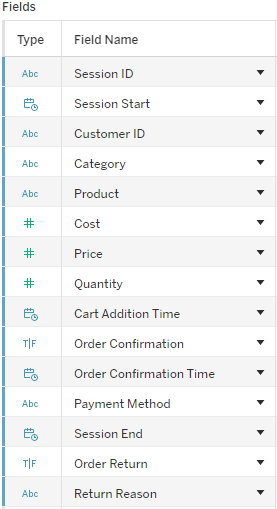 Fields
Type Field Name
Abc Session ID
Session Start
Abc Customer ID
Abc Category
Abc Product
# Cost
# Price
# Quantity
Cart Addition Time
T|F Order Confirmation
Order Confirmation Time
Abc Payment Method
Session End
T|F Order Return
Abc Return Reason